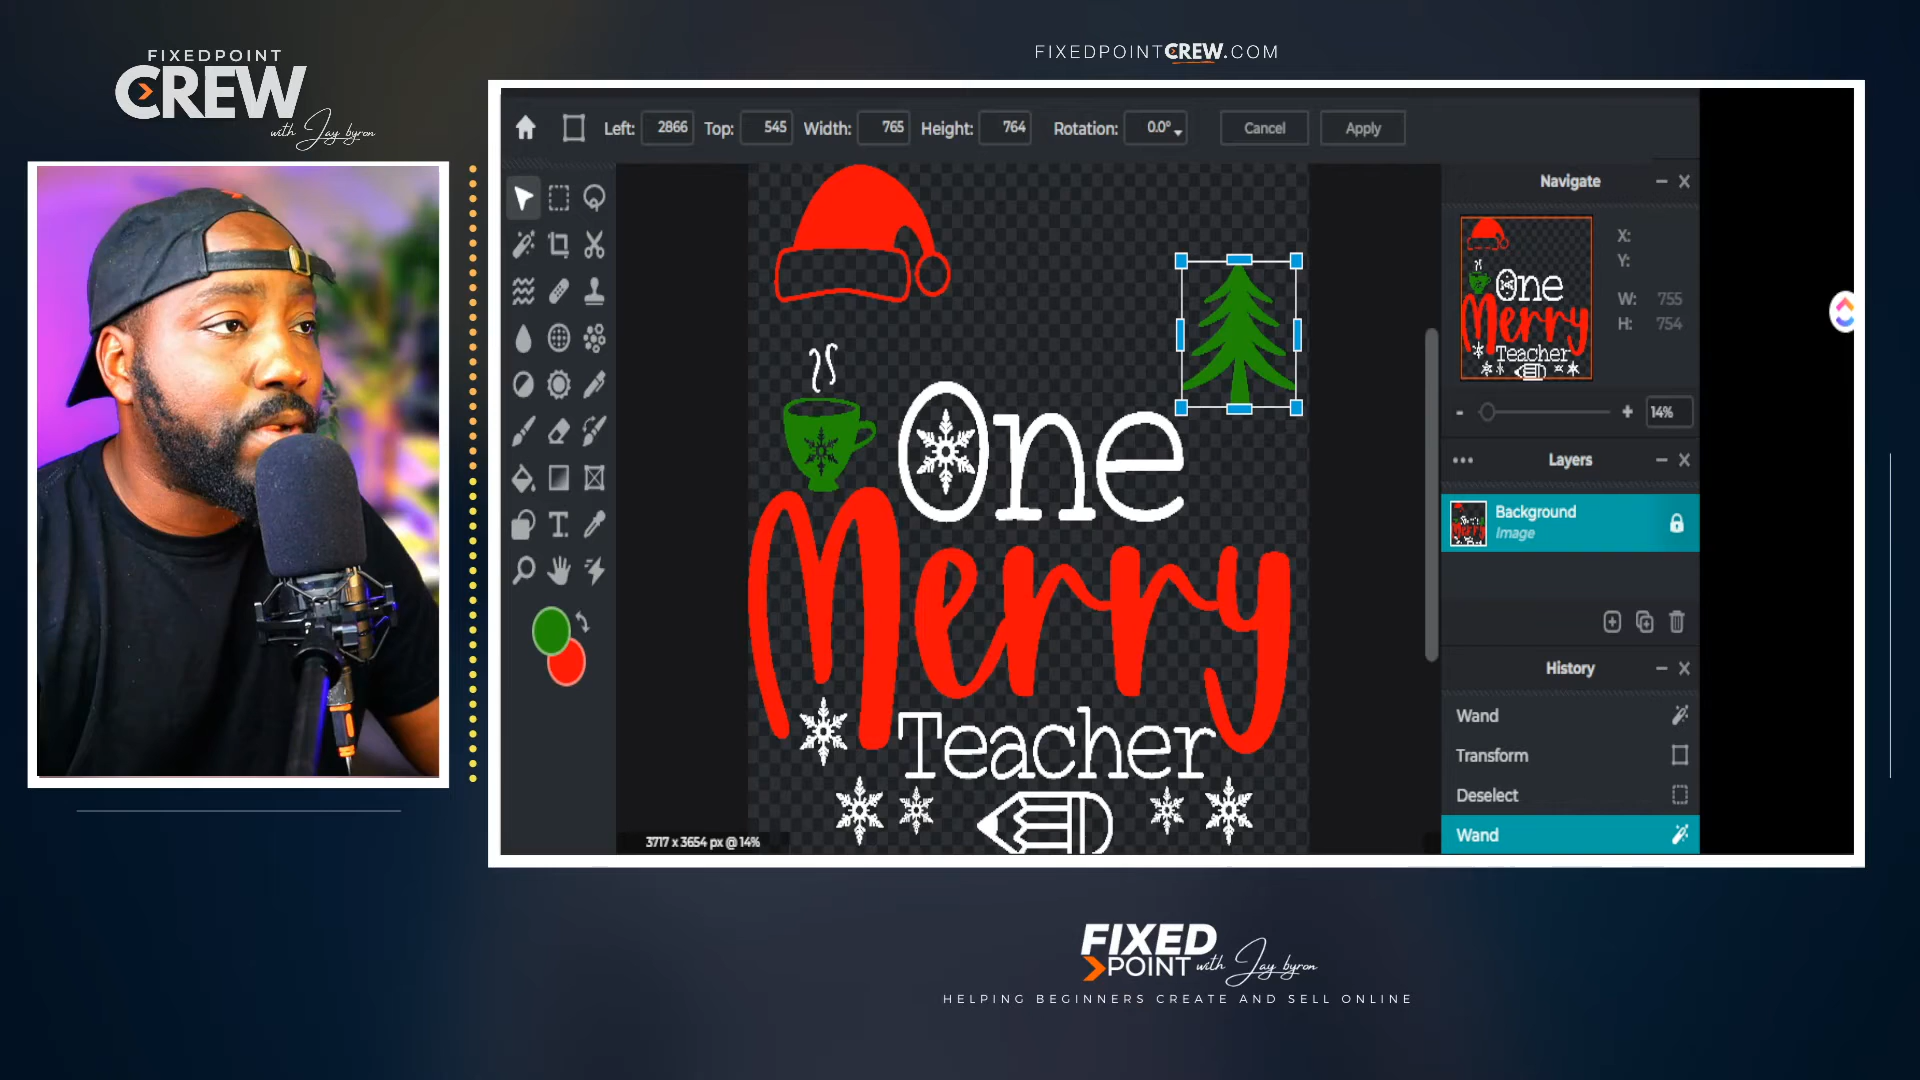 FIXEDPOINT
CREW
with Jay byron
FIXEDPOINTCREW.COM
Left: 2866 Top: 545 Width: 765 Height: 764 Rotation: 0.0° Cancel Apply
Navigate
X:
Y:
W: 755
H: 754
- + 14%
Layers
Background
Image
History
Wand
Transform
Deselect
Wand
One
Merry
Teacher
3717 x 3654 px @ 14%
FIXED
POINT with Jay byron
HELPING BEGINNERS CREATE AND SELL ONLINE